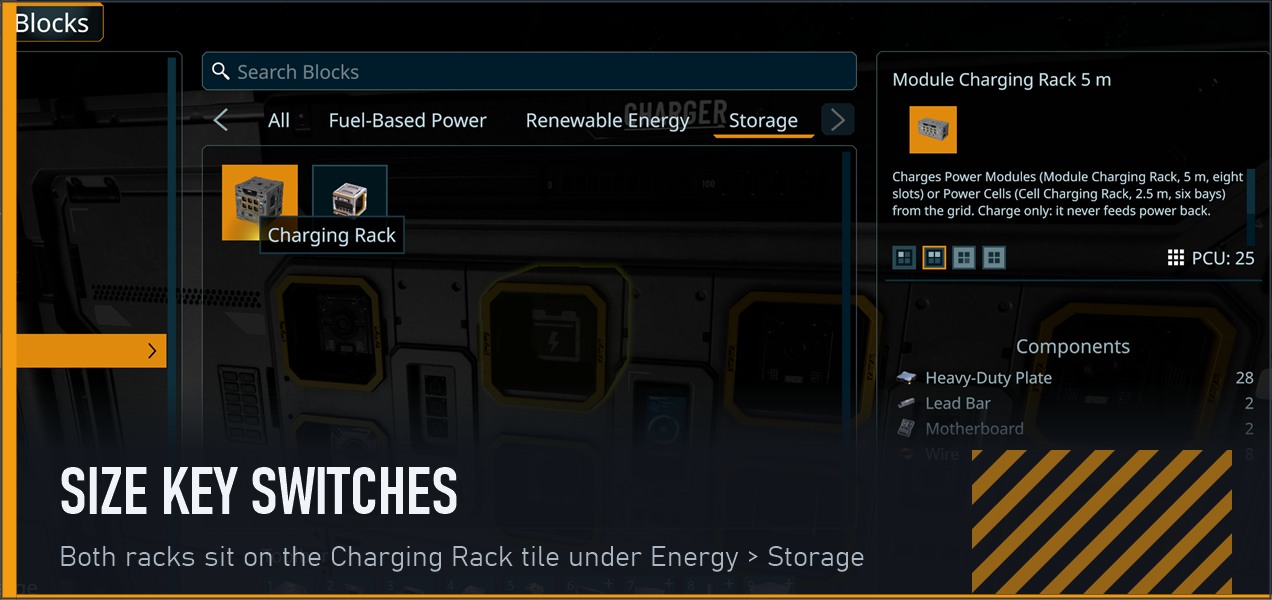 Blocks
Search Blocks
All
Fuel-Based Power
Renewable Energy
Storage
CHARGER
100
Charging Rack
Module Charging Rack 5 m
Charges Power Modules (Module Charging Rack, 5 m, eight
slots) or Power Cells (Cell Charging Rack, 2.5 m, six bays)
from the grid. Charge only: it never feeds power back.
PCU: 25
Components
Heavy-Duty Plate 28
Lead Bar 2
Motherboard 2
Wire 8
SIZE KEY SWITCHES
Both racks sit on the Charging Rack tile under Energy > Storage